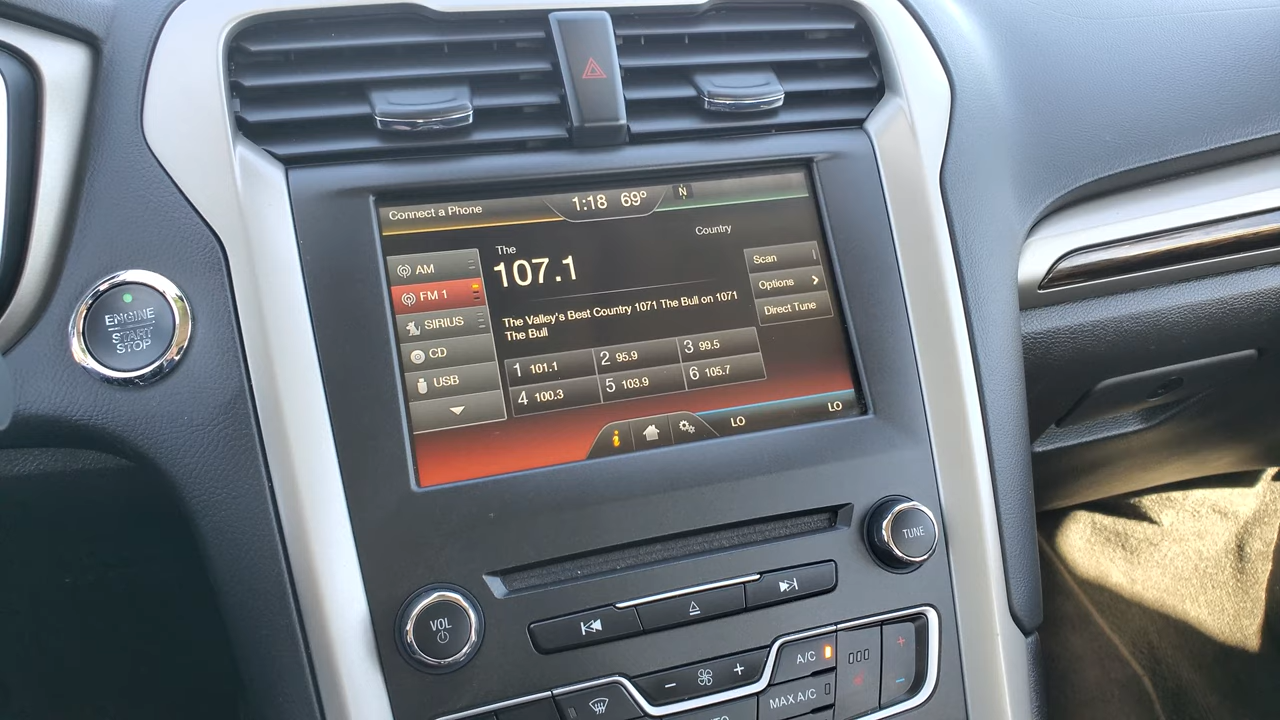 Connect a Phone
1:18 69° N
The
107.1
Country
AM
FM 1
SIRIUS
CD
USB
The Valley's Best Country 1071 The Bull on 1071
The Bull
1 101.1
2 95.9
3 99.5
4 100.3
5 103.9
6 105.7
Scan
Options
Direct Tune
LO
LO
ENGINE
START
STOP
TUNE
VOL
A/C
MAX A/C